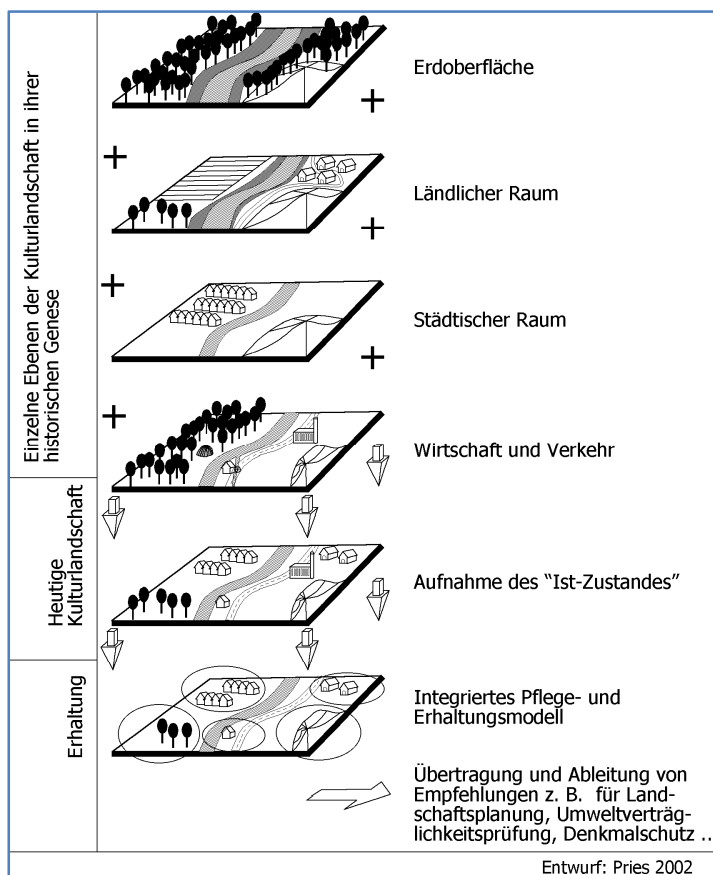 Einzelne Ebenen der Kulturlandschaft in ihrer
historischen Genese
Erdoberfläche
Ländlicher Raum
Städtischer Raum
Wirtschaft und Verkehr
Heutige
Kulturlandschaft
Aufnahme des “Ist-Zustandes”
Erhaltung
Integriertes Pflege- und
Erhaltungsmodell
Übertragung und Ableitung von
Empfehlungen z. B. für Land-
schaftsplanung, Umweltverträg-
lichkeitsprüfung, Denkmalschutz ..
Entwurf: Pries 2002